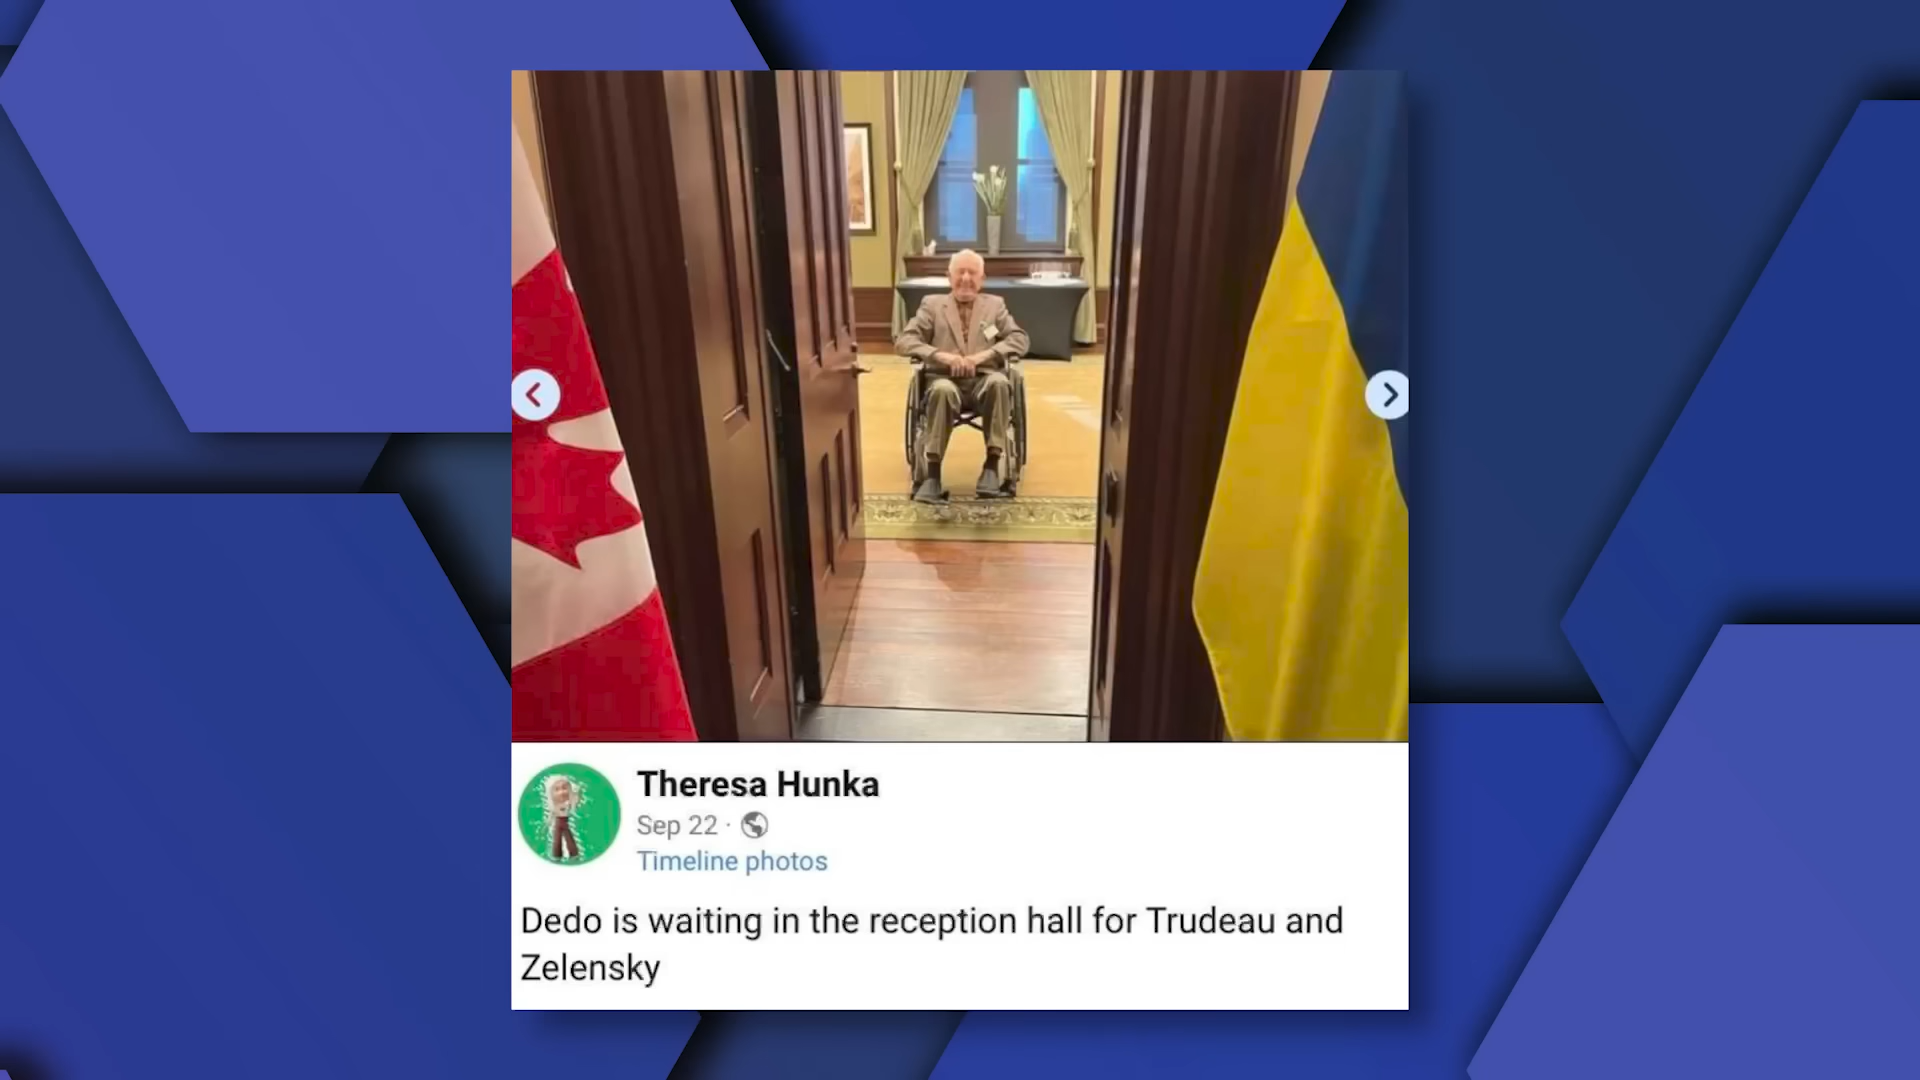 Theresa Hunka
Sep 22 ·
Timeline photos
Dedo is waiting in the reception hall for Trudeau and
Zelensky